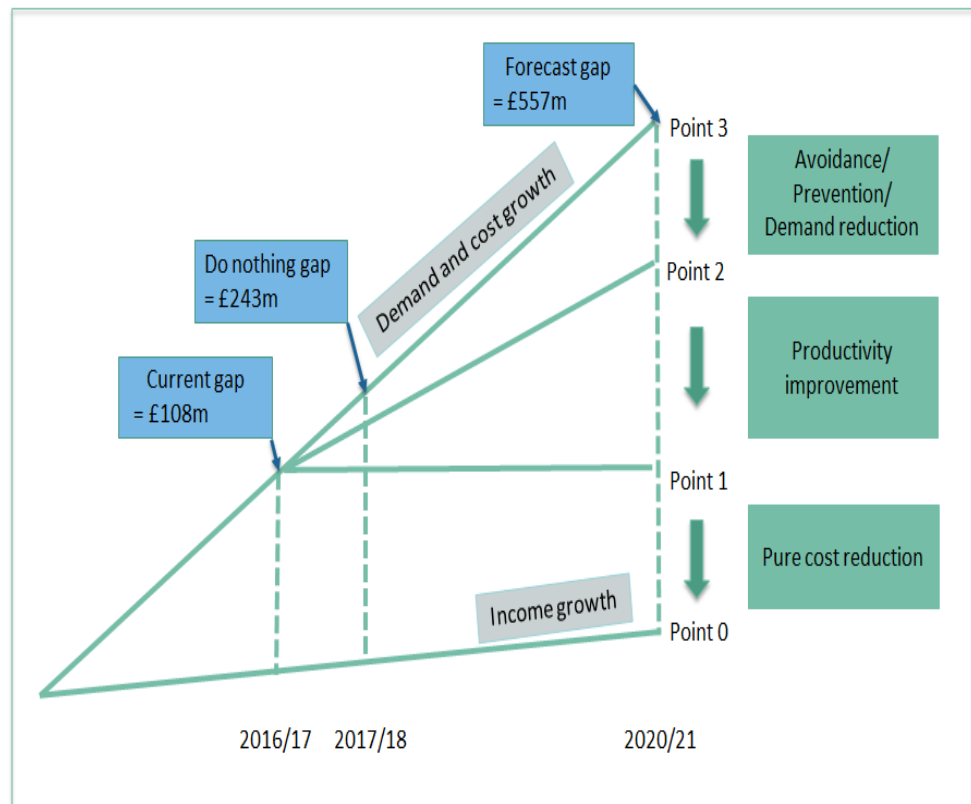 Forecast gap
= £557m
Point 3
Avoidance/
Prevention/
Demand reduction
Demand and cost growth
Do nothing gap
= £243m
Point 2
Productivity
improvement
Current gap
= £108m
Point 1
Pure cost reduction
Income growth
Point 0
2016/17
2017/18
2020/21